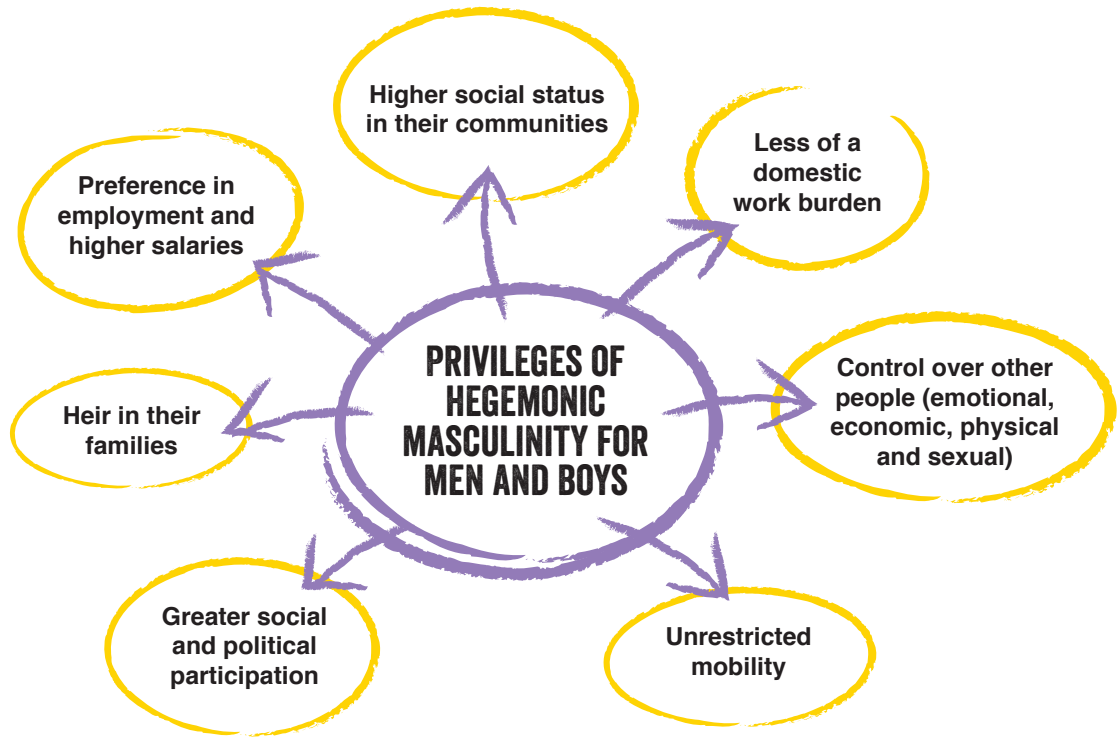 Higher social status
in their communities
Less of a
domestic
work burden
Preference in
employment and
higher salaries
PRIVILEGES OF
HEGEMONIC
MASCULINITY FOR
MEN AND BOYS
Control over other
people (emotional,
economic, physical
and sexual)
Heir in their
families
Greater social
and political
participation
Unrestricted
mobility